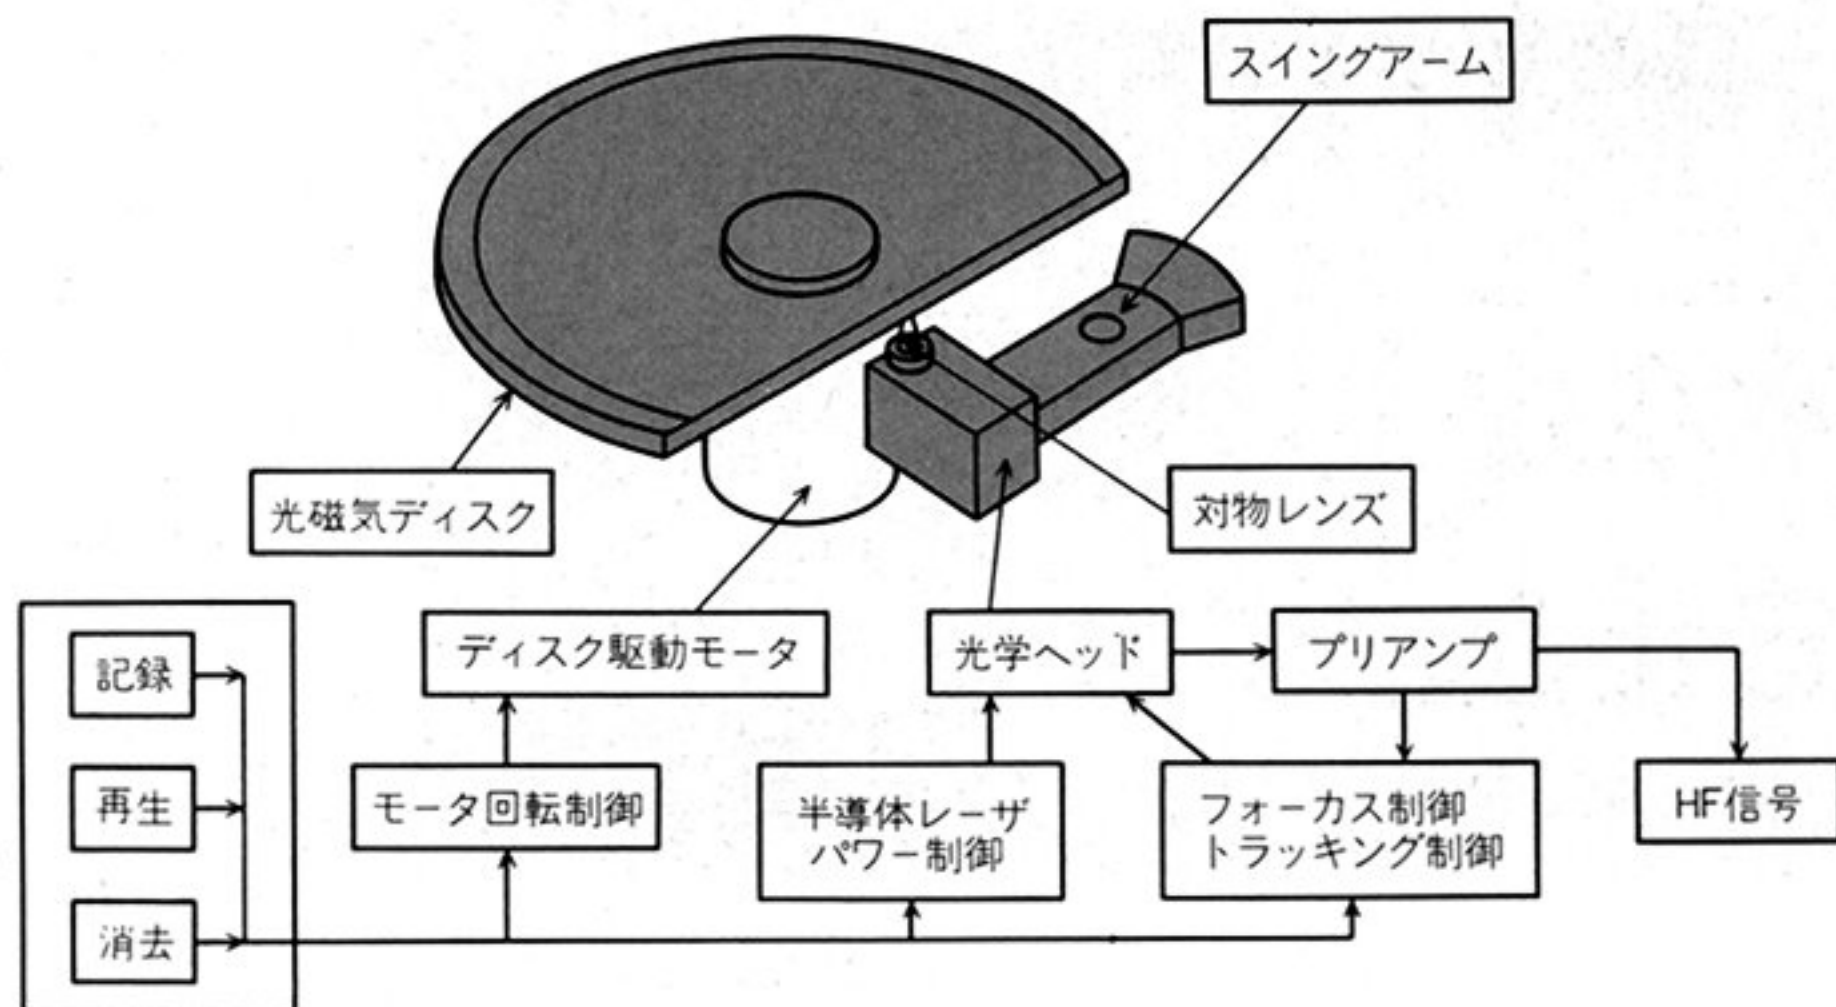 スイングアーム
光磁気ディスク
対物レンズ
記録
ディスク駆動モータ
光学ヘッド
プリアンプ
再生
モータ回転制御
半導体レーザ
パワー制御
フォーカス制御
トラッキング制御
HF信号
消去